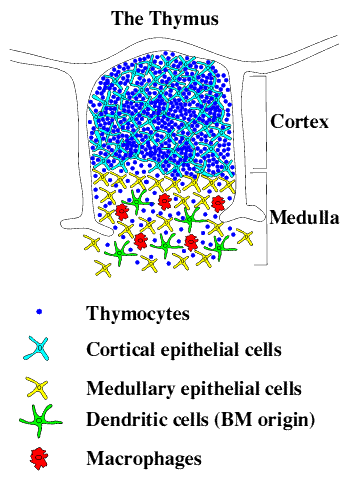 The Thymus
Cortex
Medulla
Thymocytes
Cortical epithelial cells
Medullary epithelial cells
Dendritic cells (BM origin)
Macrophages